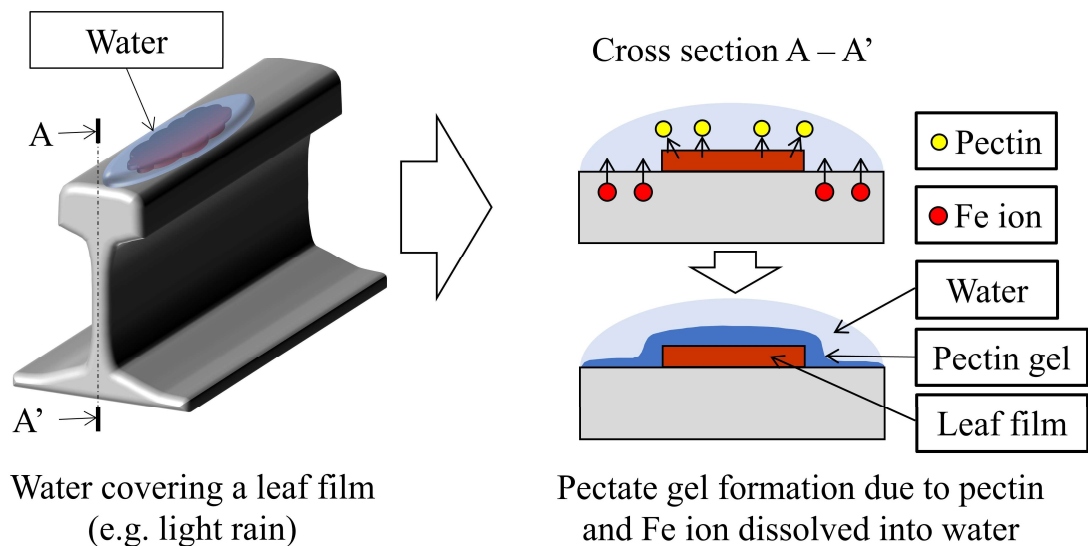 Water
A
A'
Water covering a leaf film
(e.g. light rain)
Cross section A – A'
Pectin
Fe ion
Water
Pectin gel
Leaf film
Pectate gel formation due to pectin
and Fe ion dissolved into water